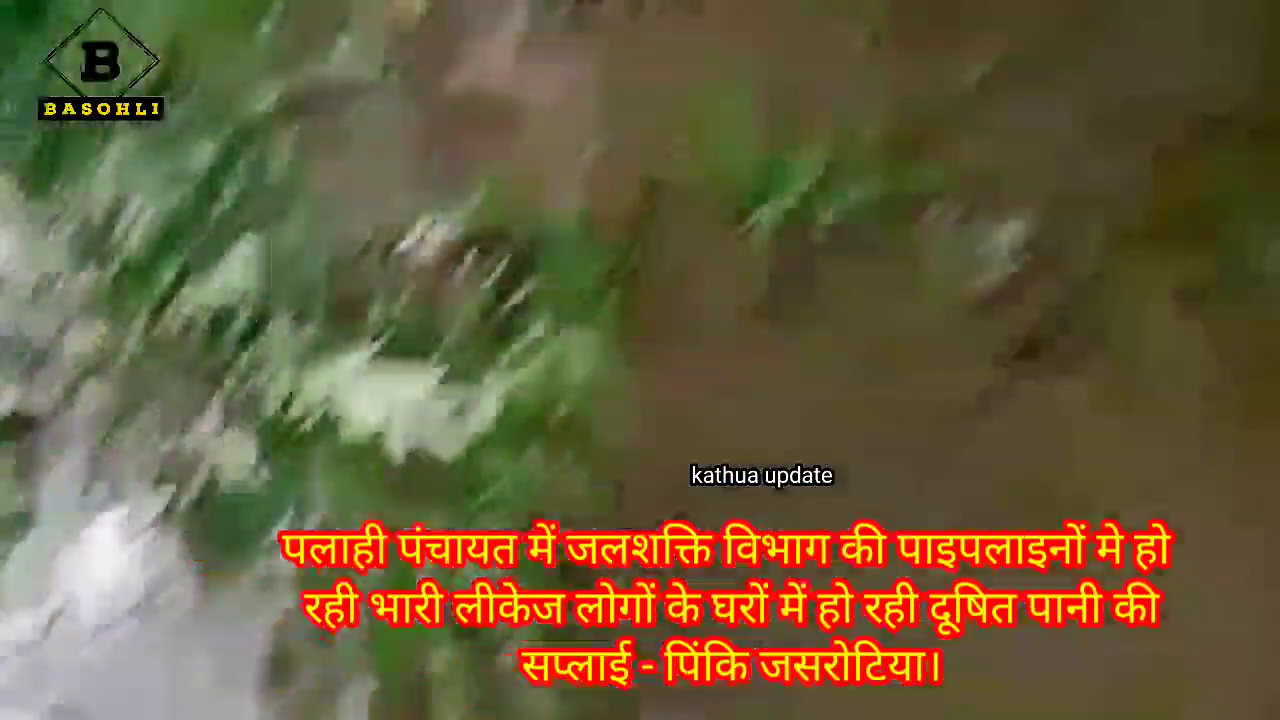 B
BASOHLI
kathua update
पलाही पंचायत में जलशक्ति विभाग की पाइपलाइनों मे हो
रही भारी लीकेज लोगों के घरों में हो रही दूषित पानी की
सप्लाई - पिंकि जसरोटिया।